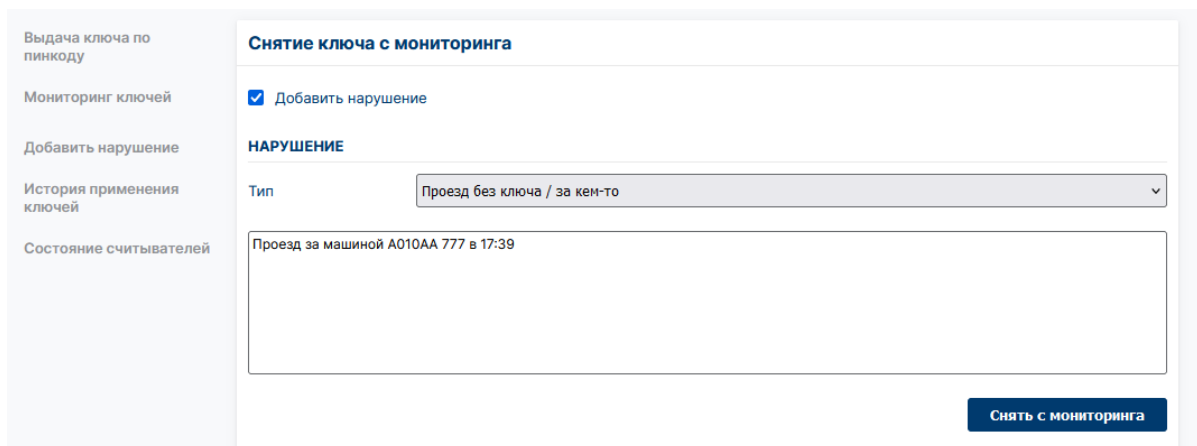 Выдача ключа по
пинкоду
Мониторинг ключей
Добавить нарушение
История применения
ключей
Состояние считывателей
Снятие ключа с мониторинга
Добавить нарушение
НАРУШЕНИЕ
Тип
Проезд без ключа / за кем-то
Проезд за машиной А010АА 777 в 17:39
Снять с мониторинга